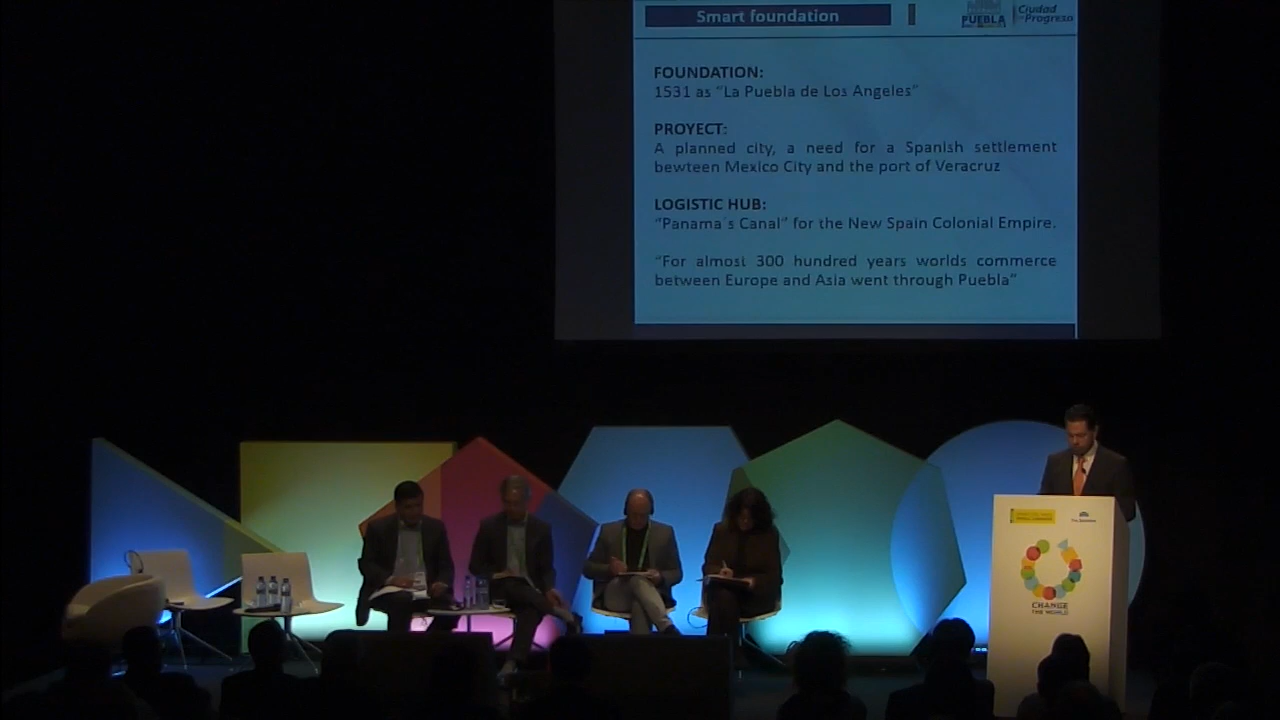 Smart foundation
PUEBLA
Ciudad
de Progreso
FOUNDATION:
1531 as “La Puebla de Los Angeles”
PROYECT:
A planned city, a need for a Spanish settlement
bewteen Mexico City and the port of Veracruz
LOGISTIC HUB:
“Panama´s Canal” for the New Spain Colonial Empire.
“For almost 300 hundred years worlds commerce
between Europe and Asia went through Puebla”
CHANGE
THE WORLD